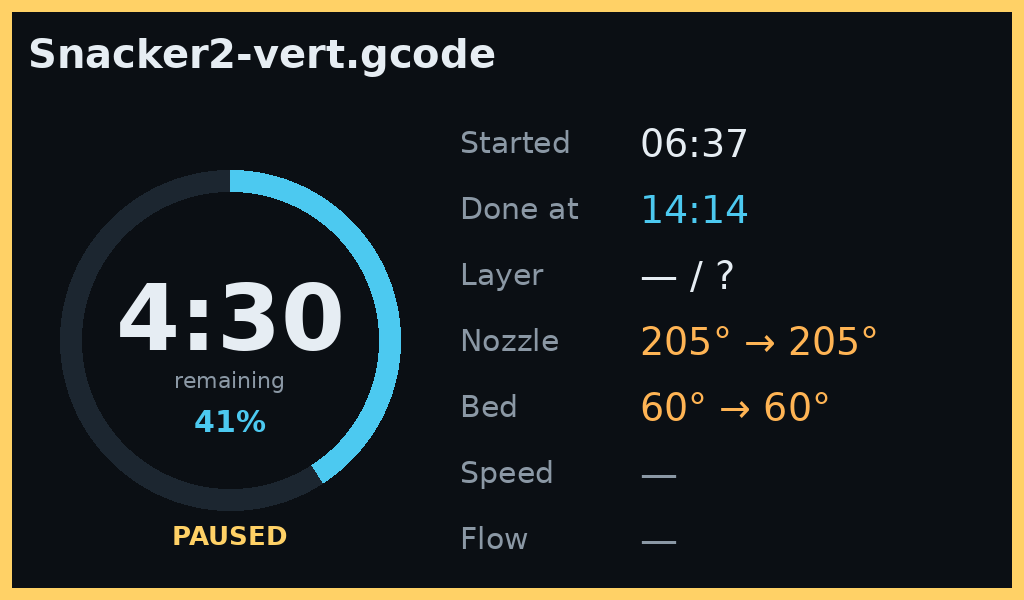 Snacker2-vert.gcode
Started 06:37
Done at 14:14
Layer — / ?
Nozzle 205° → 205°
Bed 60° → 60°
Speed —
Flow —
4:30
remaining
41%
PAUSED